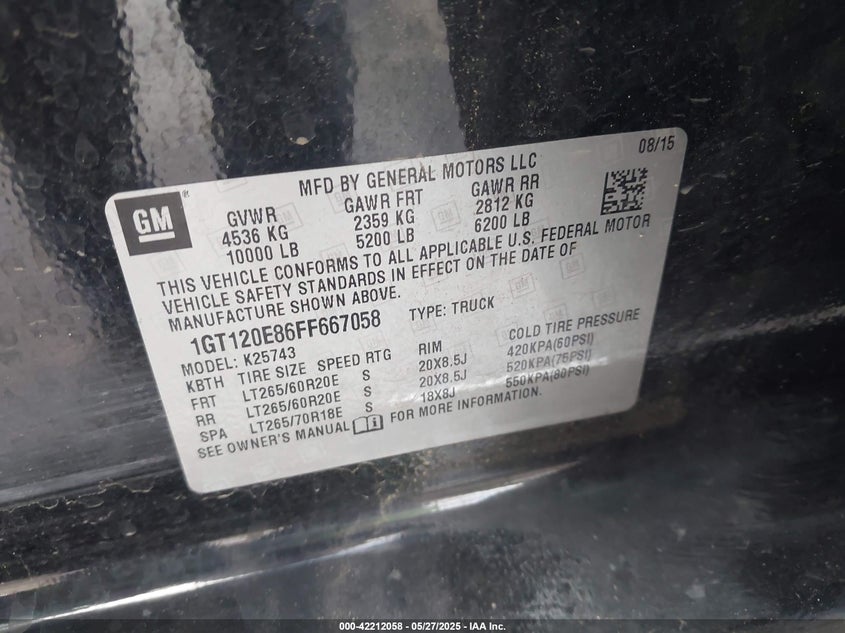 08/15
MFD BY GENERAL MOTORS LLC
GM
GVWR GAWR FRT GAWR RR
4536 KG 2359 KG 2812 KG
10000 LB 5200 LB 6200 LB
THIS VEHICLE CONFORMS TO ALL APPLICABLE U.S. FEDERAL MOTOR
VEHICLE SAFETY STANDARDS IN EFFECT ON THE DATE OF
MANUFACTURE SHOWN ABOVE.
1GT120E86FF667058 TYPE: TRUCK
MODEL: K25743
KBTH TIRE SIZE SPEED RTG RIM COLD TIRE PRESSURE
FRT LT265/60R20E S 20X8.5J 420KPA(60PSI)
RR LT265/60R20E S 20X8.5J 520KPA(75PSI)
SPA LT265/70R18E S 18X8J 550KPA(80PSI)
SEE OWNER'S MANUAL FOR MORE INFORMATION.
000-42212058 - 05/27/2025 - IAA Inc.